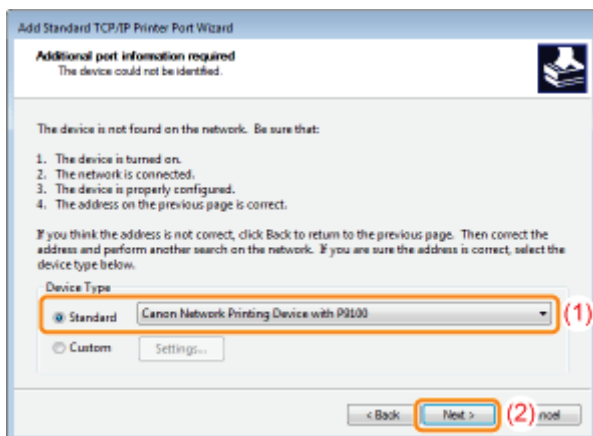 Add Standard TCP/IP Printer Port Wizard
Additional port information required
The device could not be identified.
The device is not found on the network. Be sure that:
1. The device is turned on.
2. The network is connected.
3. The device is properly configured.
4. The address on the previous page is correct.
If you think the address is not correct, click Back to return to the previous page. Then correct the
address and perform another search on the network. If you are sure the address is correct, select the
device type below.
Device Type
Standard Canon Network Printing Device with P9100 (1)
Custom Settings...
< Back Next > (2) ncel